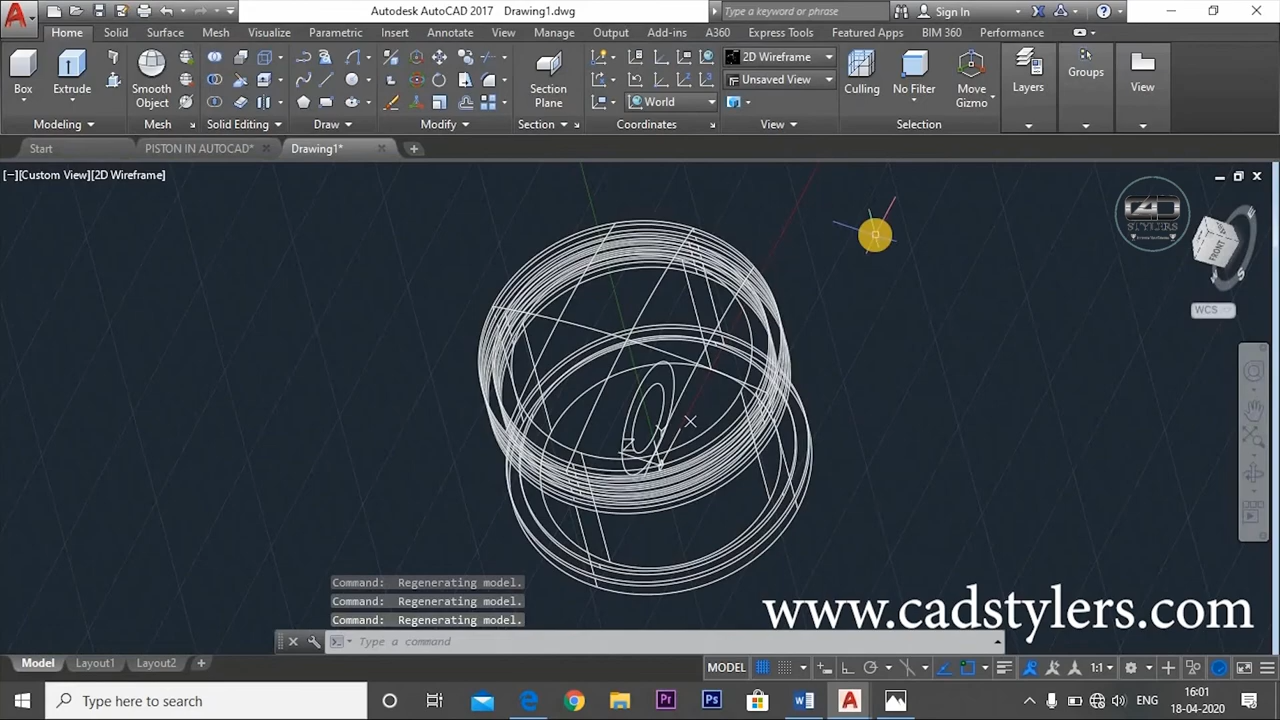 Autodesk AutoCAD 2017 Drawing1.dwg
Type a keyword or phrase
Sign In
Home Solid Surface Mesh Visualize Parametric Insert Annotate View Manage Output Add-ins A360 Express Tools Featured Apps BIM 360 Performance
Box
Extrude
Smooth Object
Section Plane
2D Wireframe
Unsaved View
World
Culling
No Filter
Move Gizmo
Layers
Groups
View
Modeling Mesh Solid Editing Draw Modify Section Coordinates View Selection
Start PISTON IN AUTOCAD* Drawing1*
[−][Custom View][2D Wireframe]
CAD
STYLERS
FRONT
S
WCS
Z
Y
Command: Regenerating model.
Command: Regenerating model.
Command: Regenerating model.
Type a command
www.cadstylers.com
Model Layout1 Layout2
MODEL
1:1
Type here to search
Pr
Ps
ENG
16:01
18-04-2020